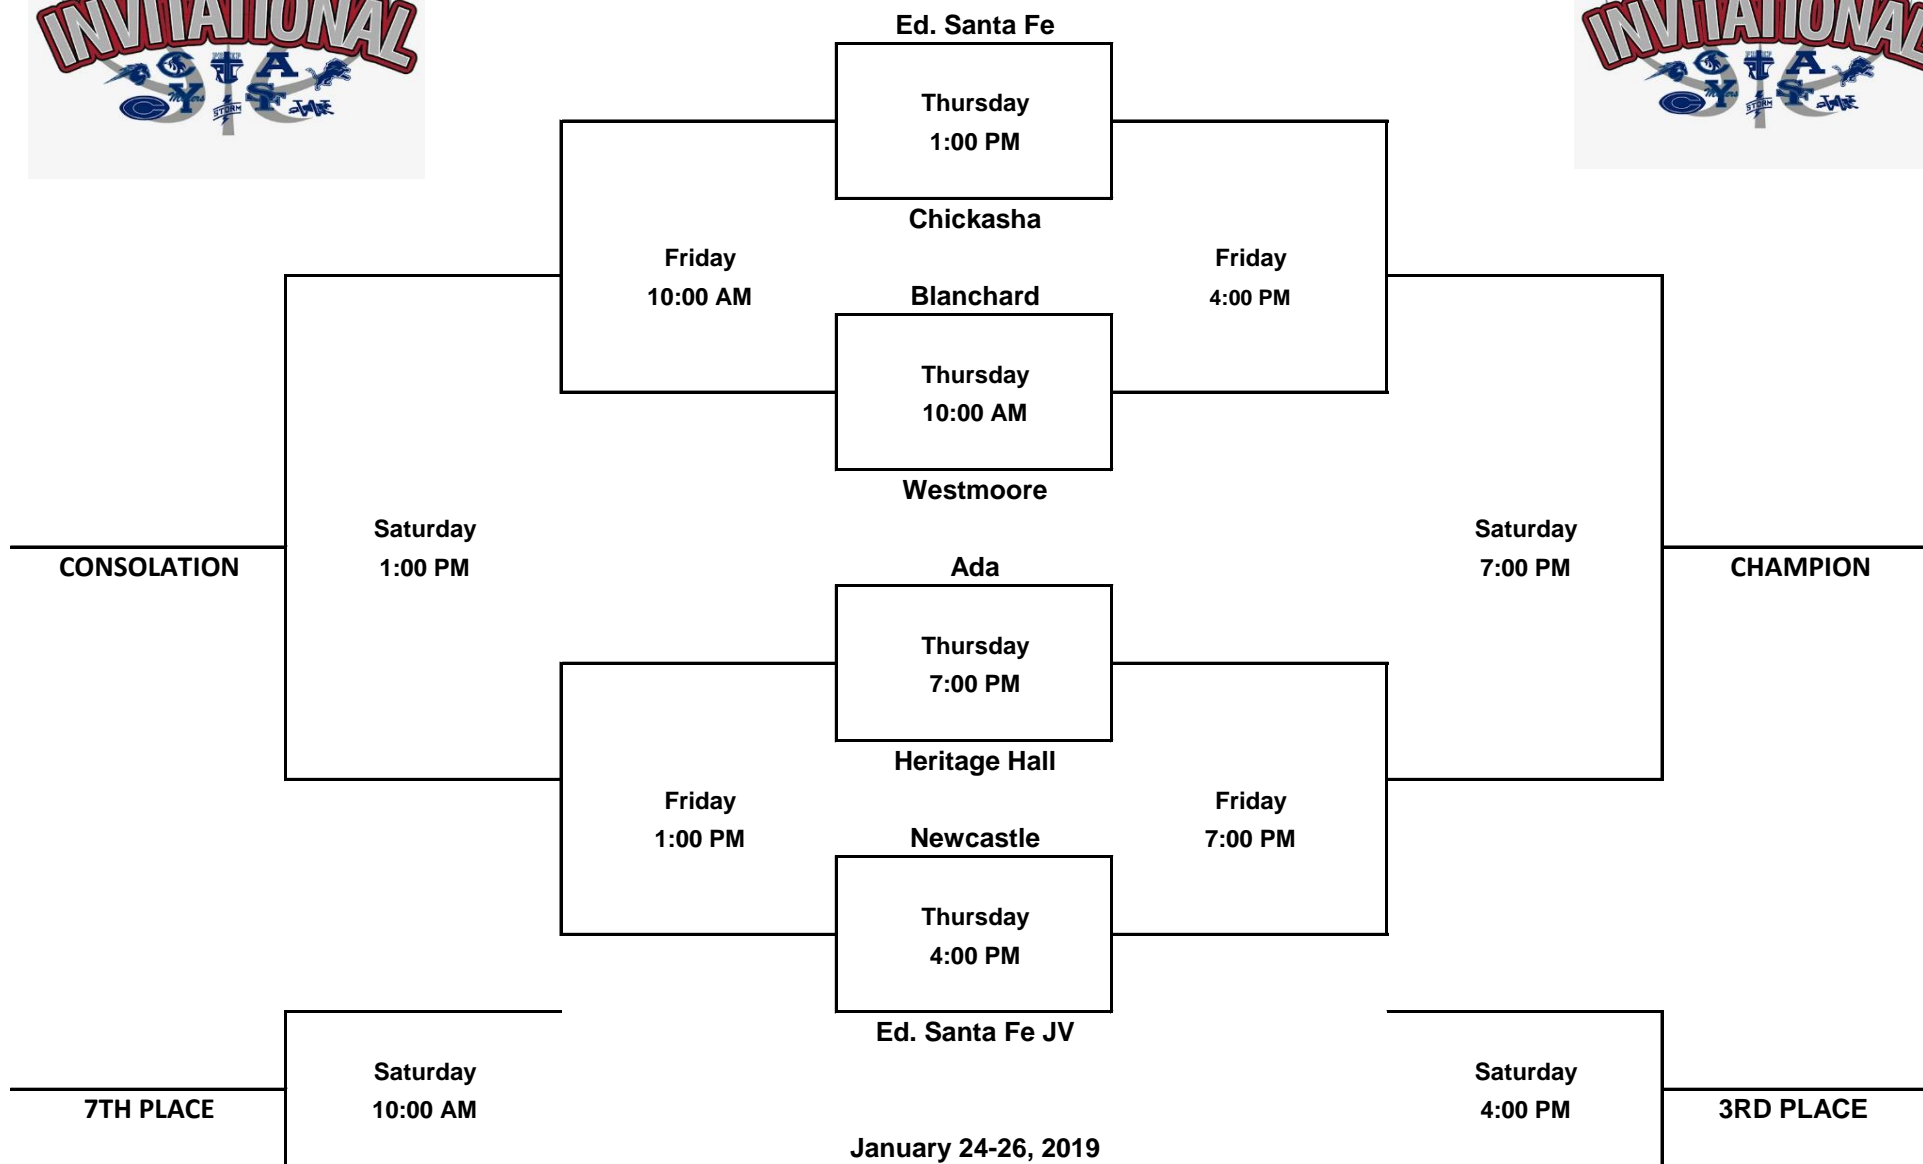 INVITATIONAL
INVITATIONAL
STORM
STORM
Ed. Santa Fe
Thursday
1:00 PM
Chickasha
Friday
10:00 AM
Friday
4:00 PM
Blanchard
Thursday
10:00 AM
Westmoore
Saturday
1:00 PM
CONSOLATION
Saturday
7:00 PM
CHAMPION
Ada
Thursday
7:00 PM
Heritage Hall
Friday
1:00 PM
Friday
7:00 PM
Newcastle
Thursday
4:00 PM
Ed. Santa Fe JV
Saturday
10:00 AM
7TH PLACE
Saturday
4:00 PM
3RD PLACE
January 24-26, 2019